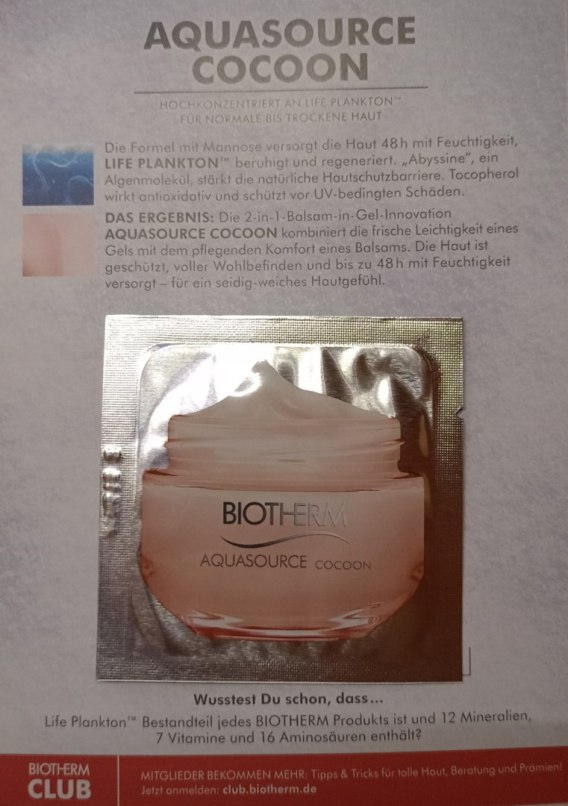 AQUASOURCE
COCOON
HOCHKONZENTRIERT AN LIFE PLANKTON™
FÜR NORMALE BIS TROCKENE HAUT
Die Formel mit Mannose versorgt die Haut 48 h mit Feuchtigkeit,
LIFE PLANKTON™ beruhigt und regeneriert. „Abyssine", ein
Algenmolekül, stärkt die natürliche Hautschutzbarriere. Tocopherol
wirkt antioxidativ und schützt vor UV-bedingten Schäden.
DAS ERGEBNIS: Die 2-in-1-Balsam-in-Gel-Innovation
AQUASOURCE COCOON kombiniert die frische Leichtigkeit eines
Gels mit dem pflegenden Komfort eines Balsams. Die Haut ist
geschützt, voller Wohlbefinden und bis zu 48 h mit Feuchtigkeit
versorgt – für ein seidig-weiches Hautgefühl.
BIOTHERM
AQUASOURCE COCOON
Wusstest Du schon, dass...
Life Plankton™ Bestandteil jedes BIOTHERM Produkts ist und 12 Mineralien,
7 Vitamine und 16 Aminosäuren enthält?
BIOTHERM
CLUB
MITGLIEDER BEKOMMEN MEHR: Tipps & Tricks für tolle Haut, Beratung und Prämien!
Jetzt anmelden: club.biotherm.de